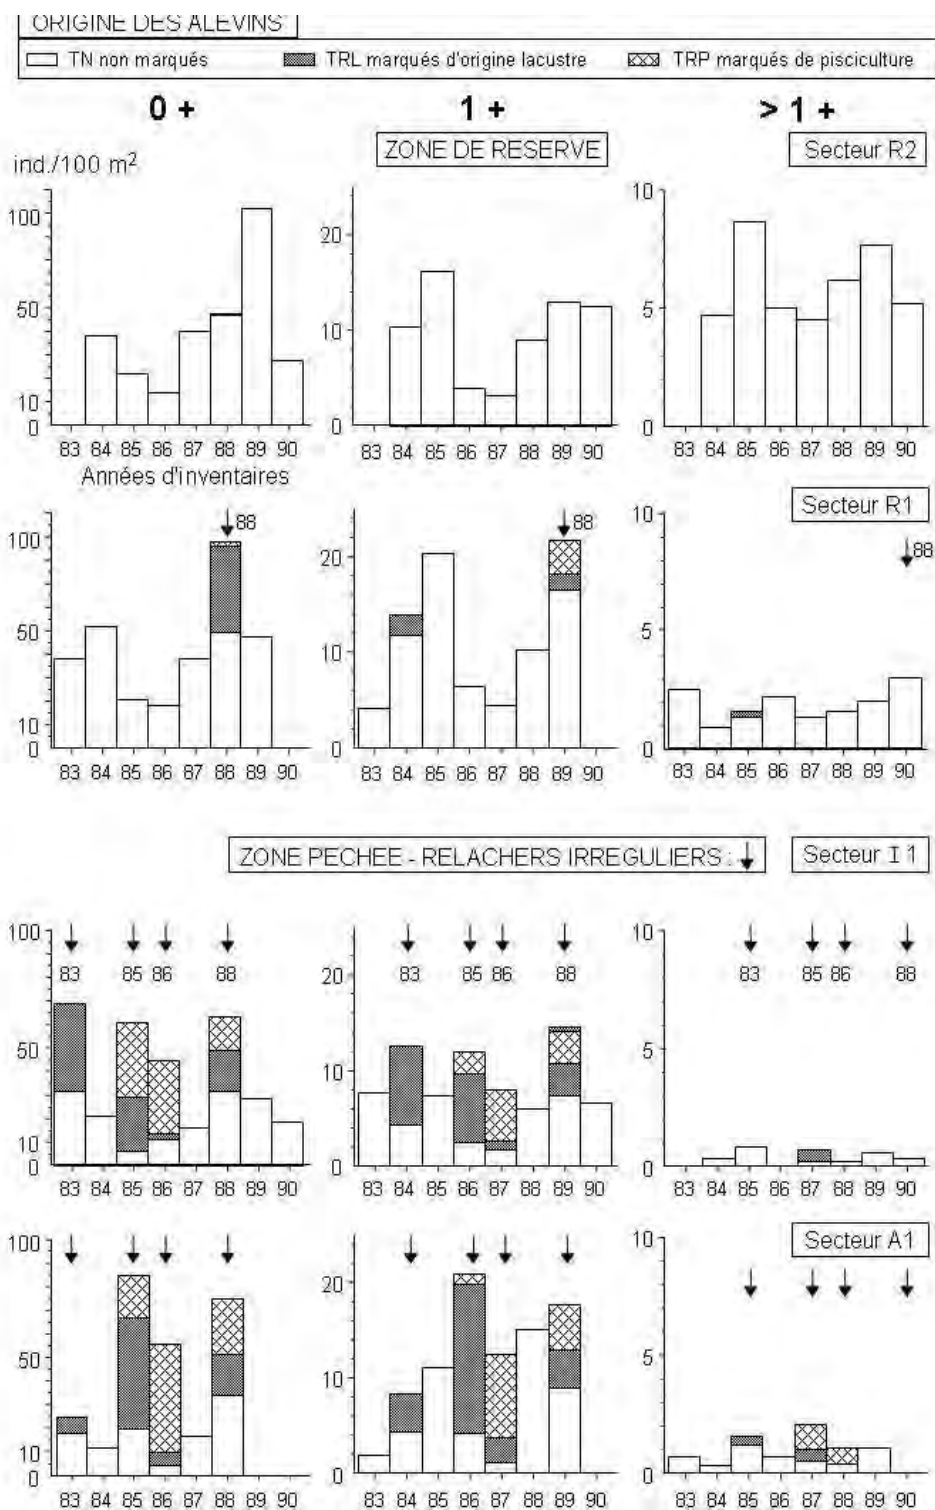 ORIGINE DES ALEVINS
TN non marqués TRL marqués d'origine lacustre TRP marqués de pisciculture
0 + 1 + > 1 +
ZONE DE RESERVE Secteur R2
ind./100 m²
100 50 10 0
20 10 0
10 5 0
83 84 85 86 87 88 89 90 83 84 85 86 87 88 89 90 83 84 85 86 87 88 89 90
Années d'inventaires
Secteur R1
88 88 88
100 50 10 0
20 10 0
10 5 0
83 84 85 86 87 88 89 90 83 84 85 86 87 88 89 90 83 84 85 86 87 88 89 90
ZONE PECHEE - RELACHERS IRREGULIERS : ↓ Secteur I 1
100 50 10 0
20 10 0
10 5 0
83 85 86 88 83 85 86 88 83 85 86 88
83 84 85 86 87 88 89 90 83 84 85 86 87 88 89 90 83 84 85 86 87 88 89 90
Secteur A1
100 50 10 0
20 10 0
10 5 0
83 84 85 86 87 88 89 90 83 84 85 86 87 88 89 90 83 84 85 86 87 88 89 90